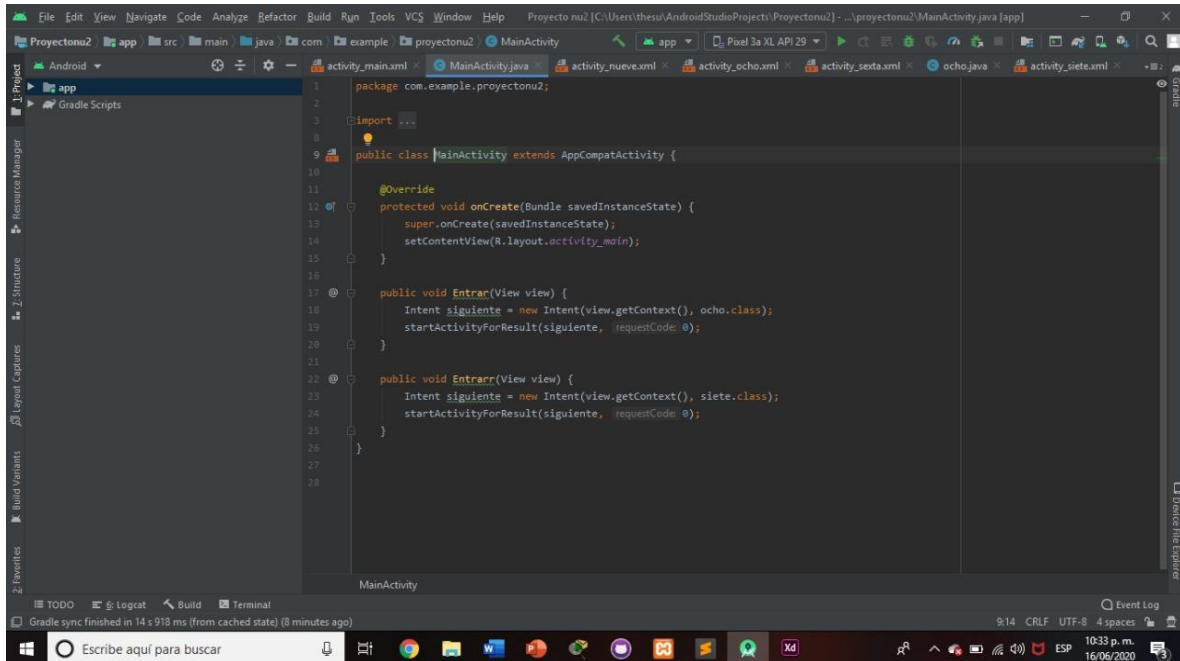 File Edit View Navigate Code Analyze Refactor Build Run Tools VCS Window Help Proyecto nu2 [C:\Users\thesu\AndroidStudioProjects\Proyectonu2] - ...\proyectonu2\MainActivity.java [app]
Proyectonu2 app src main java com example proyectonu2 MainActivity app Pixel 3a XL API 29
Android activity_main.xml MainActivity.java activity_nueve.xml activity_ocho.xml activity_sexta.xml ocho.java activity_siete.xml
1: Project
Resource Manager
7: Structure
Layout Captures
Build Variants
2: Favorites
app
Gradle Scripts
1 package com.example.proyectonu2;
2
3 import ...
8
9 public class MainActivity extends AppCompatActivity {
10
11 @Override
12 protected void onCreate(Bundle savedInstanceState) {
13 super.onCreate(savedInstanceState);
14 setContentView(R.layout.activity_main);
15 }
16
17 @ public void Entrar(View view) {
18 Intent siguiente = new Intent(view.getContext(), ocho.class);
19 startActivityForResult(siguiente, requestCode: 0);
20 }
21
22 @ public void Entrarr(View view) {
23 Intent siguiente = new Intent(view.getContext(), siete.class);
24 startActivityForResult(siguiente, requestCode: 0);
25 }
26 }
27
28
Gradle
Device File Explorer
MainActivity
TODO 6: Logcat Build Terminal Event Log
Gradle sync finished in 14 s 918 ms (from cached state) (8 minutes ago) 9:14 CRLF UTF-8 4 spaces
Escribe aquí para buscar Xd ESP 10:33 p. m.
16/06/2020